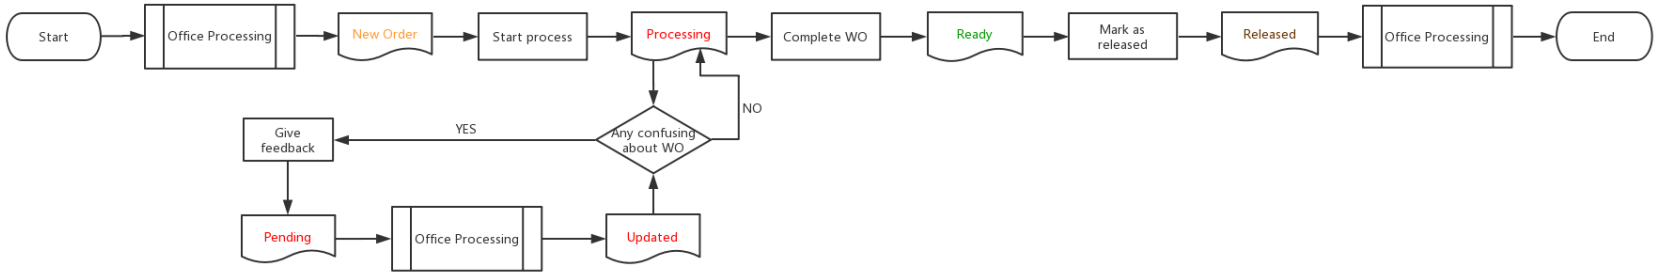 Start
Office Processing
New Order
Start process
Processing
Complete WO
Ready
Mark as
released
Released
Office Processing
End
NO
YES
Give
feedback
Any confusing
about WO
Pending
Office Processing
Updated